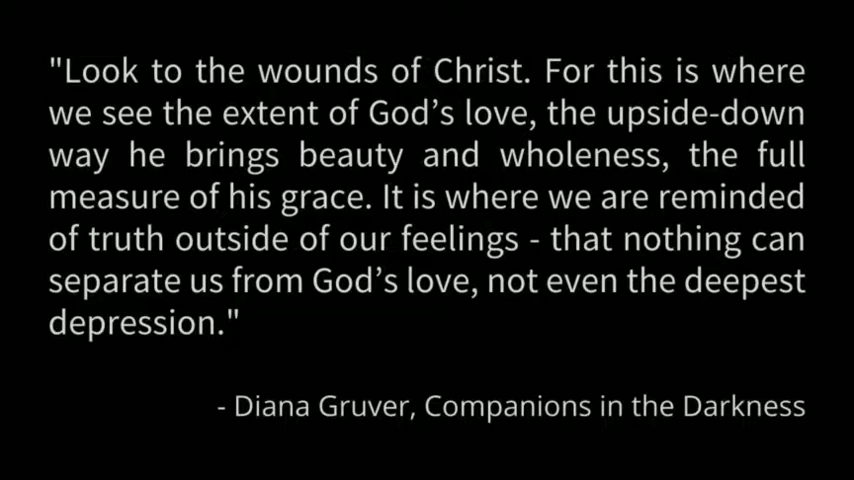 "Look to the wounds of Christ. For this is where
we see the extent of God’s love, the upside-down
way he brings beauty and wholeness, the full
measure of his grace. It is where we are reminded
of truth outside of our feelings - that nothing can
separate us from God’s love, not even the deepest
depression."
- Diana Gruver, Companions in the Darkness